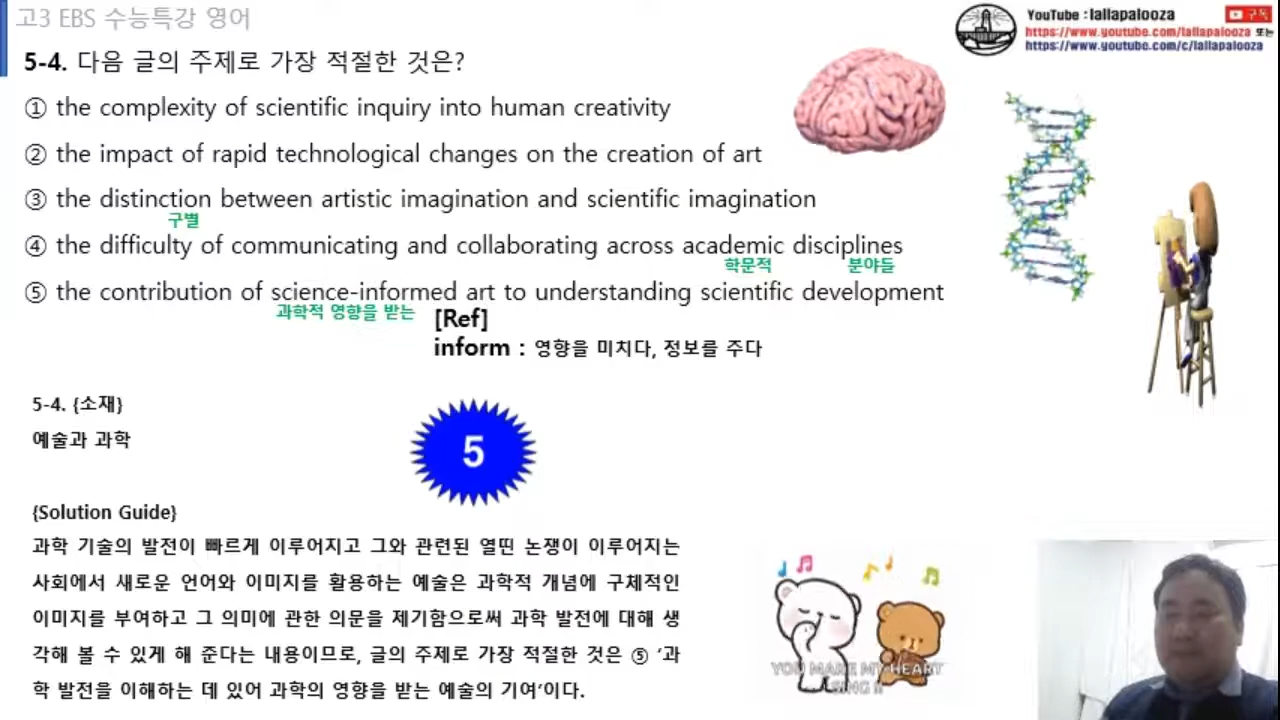 고3 EBS 수능특강 영어
YouTube : lallapalooza
구독
https://www.youtube.com/lallapalooza 또는
https://www.youtube.com/c/lallapalooza
5-4. 다음 글의 주제로 가장 적절한 것은?
① the complexity of scientific inquiry into human creativity
② the impact of rapid technological changes on the creation of art
③ the distinction between artistic imagination and scientific imagination
구별
④ the difficulty of communicating and collaborating across academic disciplines
학문적 분야들
⑤ the contribution of science-informed art to understanding scientific development
과학적 영향을 받는
[Ref]
inform : 영향을 미치다, 정보를 주다
5-4. {소재}
예술과 과학
5
{Solution Guide}
과학 기술의 발전이 빠르게 이루어지고 그와 관련된 열띤 논쟁이 이루어지는
사회에서 새로운 언어와 이미지를 활용하는 예술은 과학적 개념에 구체적인
이미지를 부여하고 그 의미에 관한 의문을 제기함으로써 과학 발전에 대해 생
각해 볼 수 있게 해 준다는 내용이므로, 글의 주제로 가장 적절한 것은 ⑤ ‘과
학 발전을 이해하는 데 있어 과학의 영향을 받는 예술의 기여’이다.
YOU MAKE MY HEART
SING !!